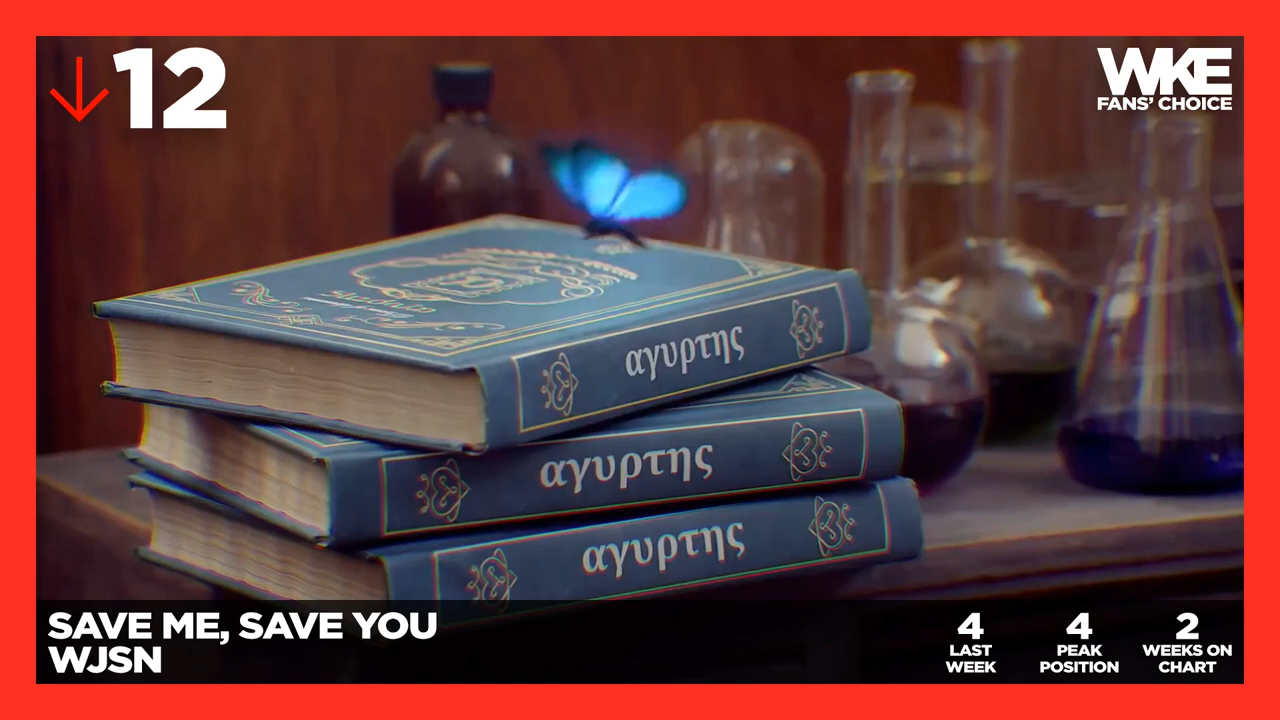 12
WKE
FANS' CHOICE
αγυρτης
αγυρτης
αγυρτης
SAVE ME, SAVE YOU
WJSN
4
LAST
WEEK
4
PEAK
POSITION
2
WEEKS ON
CHART